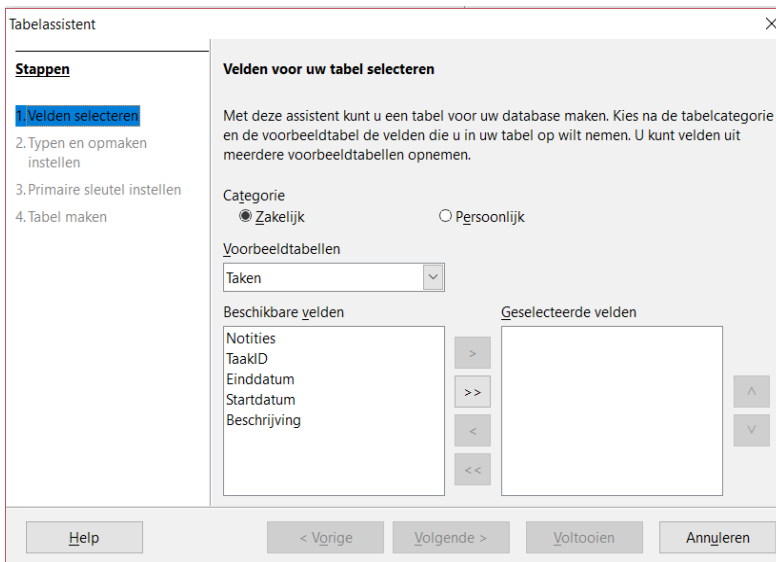 Tabelassistent
Stappen
1. Velden selecteren
2. Typen en opmaken
instellen
3. Primaire sleutel instellen
4. Tabel maken
Velden voor uw tabel selecteren
Met deze assistent kunt u een tabel voor uw database maken. Kies na de tabelcategorie
en de voorbeeldtabel de velden die u in uw tabel op wilt nemen. U kunt velden uit
meerdere voorbeeldtabellen opnemen.
Categorie
Zakelijk
Persoonlijk
Voorbeeldtabellen
Taken
Beschikbare velden
Geselecteerde velden
Notities
TaakID
Einddatum
Startdatum
Beschrijving
>
>>
<
<<
Help
< Vorige
Volgende >
Voltooien
Annuleren